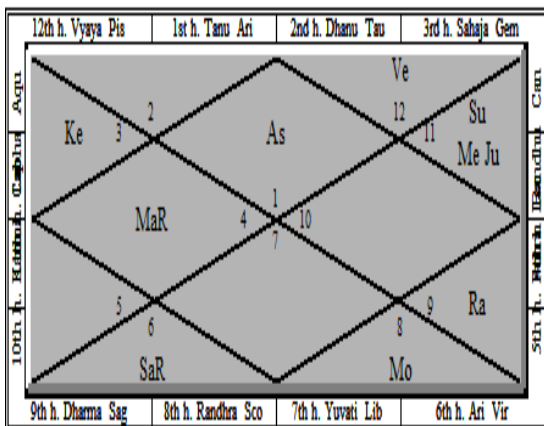 12th h. Vyaya Pis 1st h. Tanu Ari 2nd h. Dhanu Tau 3rd h. Sahaja Gem
Ve
Aqu Can
2 12 Su
Ke 3 As 11
Me Ju
1
MaR 4 10
7
5 9 Ra
6 8
10th h. 5th h.
SaR Mo
9th h. Dharma Sag 8th h. Randhra Sco 7th h. Yuvati Lib 6th h. Ari Vir